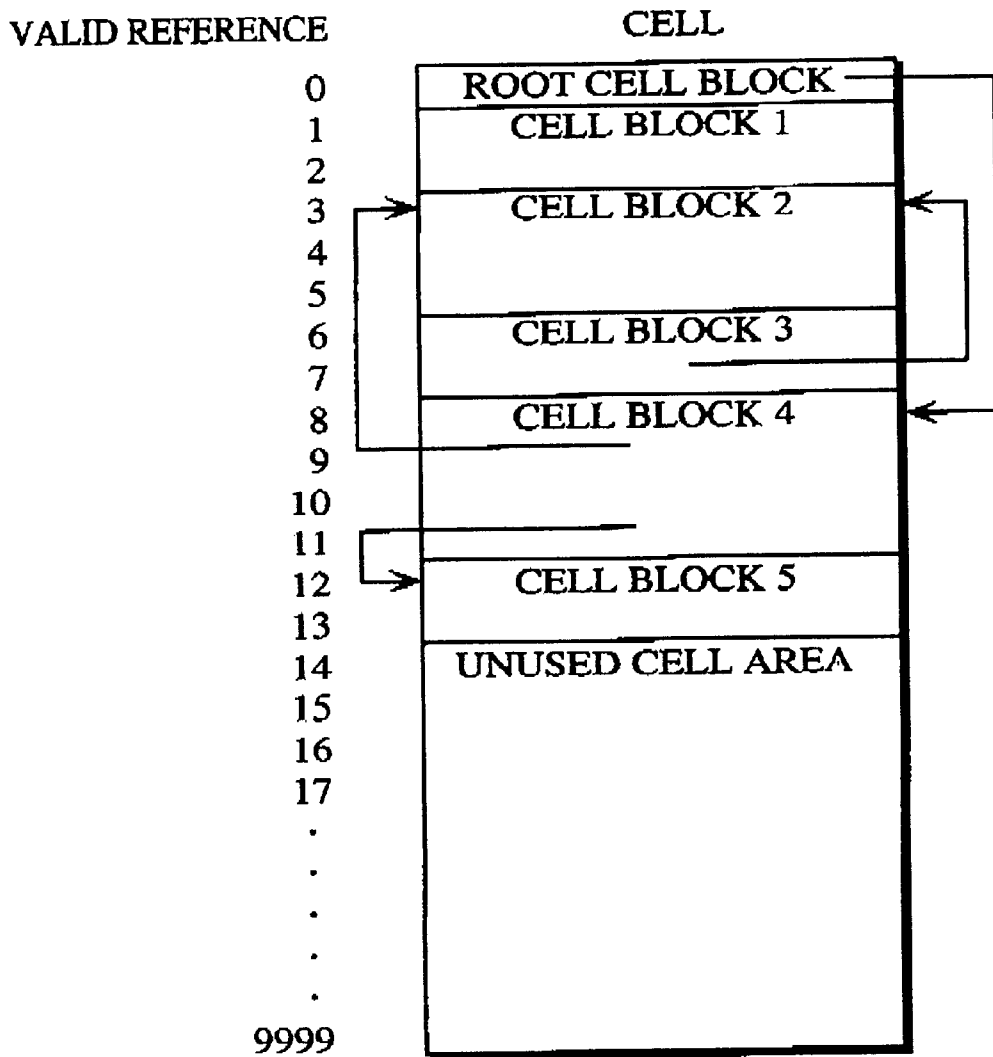 VALID REFERENCE CELL
0 ROOT CELL BLOCK
1 CELL BLOCK 1
2
3 CELL BLOCK 2
4
5
6 CELL BLOCK 3
7
8 CELL BLOCK 4
9
10
11
12 CELL BLOCK 5
13
14 UNUSED CELL AREA
15
16
17
.
.
.
.
.
9999